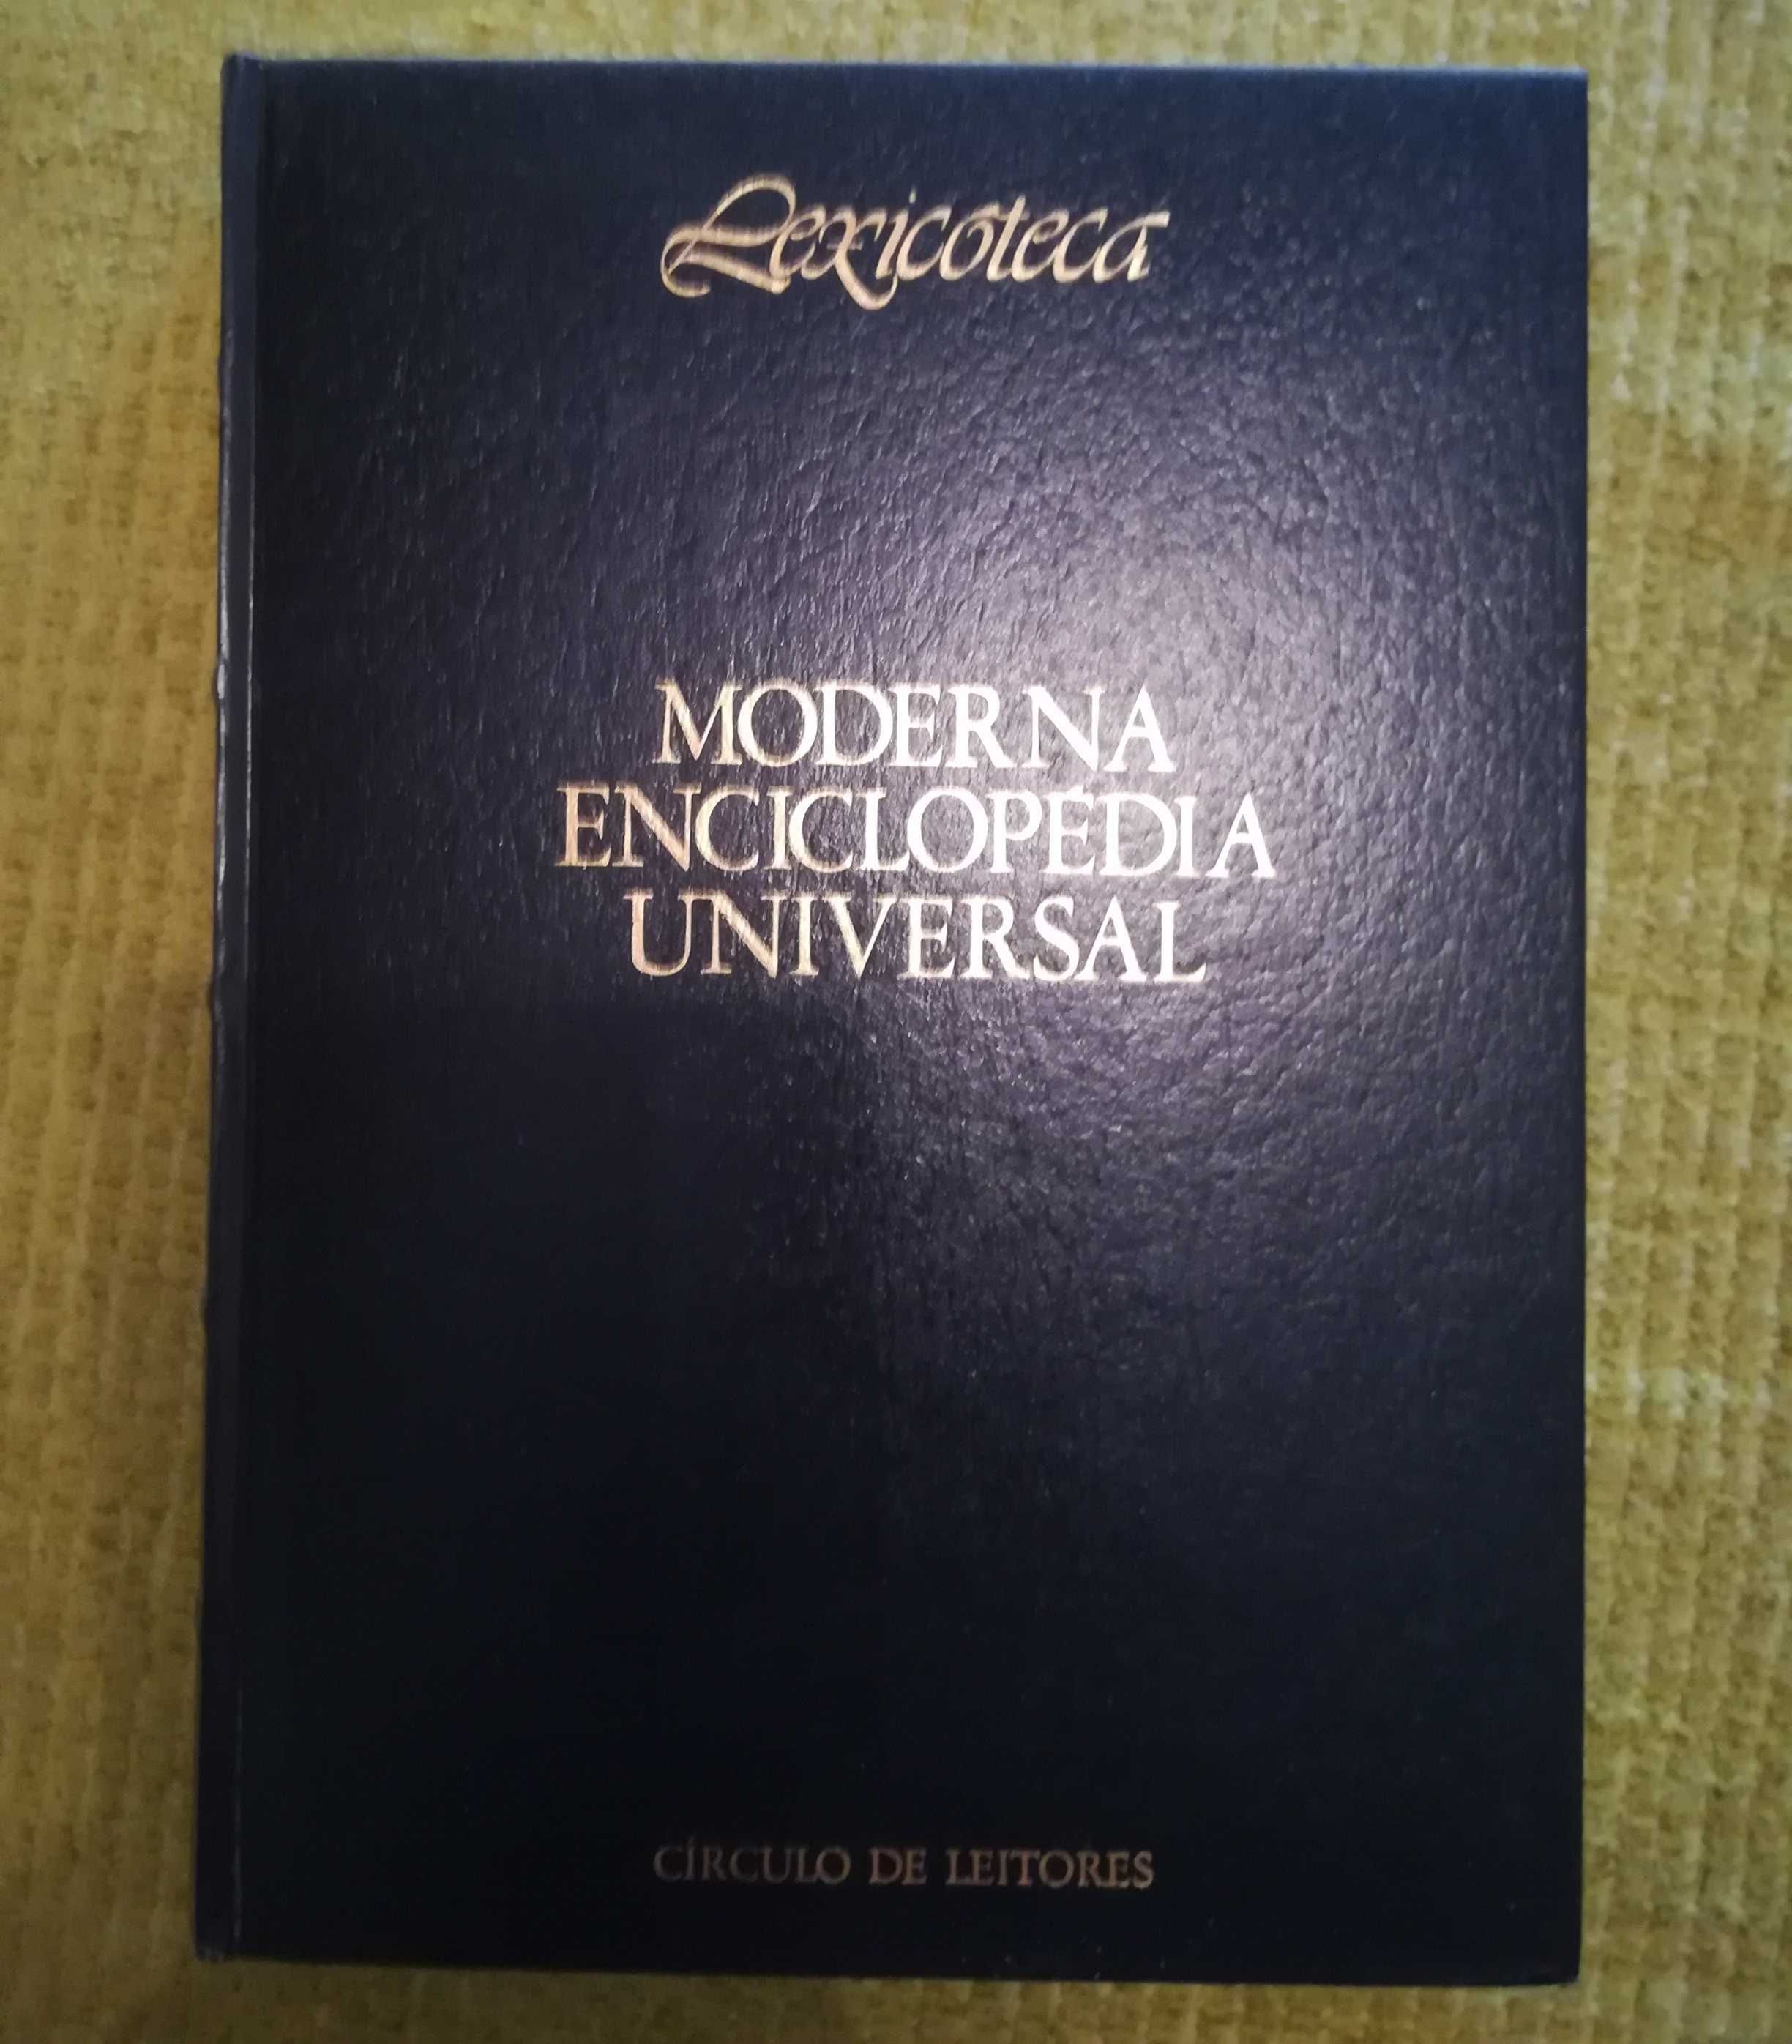 Lexicoteca
MODERNA
ENCICLOPÉDIA
UNIVERSAL
CÍRCULO DE LEITORES